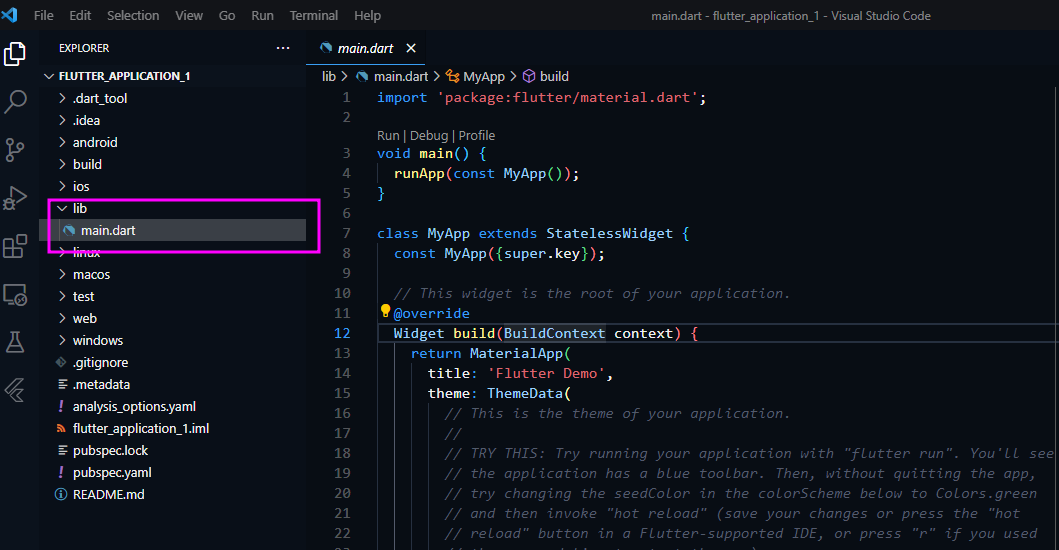 File Edit Selection View Go Run Terminal Help main.dart - flutter_application_1 - Visual Studio Code
EXPLORER
FLUTTER_APPLICATION_1
.dart_tool
.idea
android
build
ios
lib
main.dart
linux
macos
test
web
windows
.gitignore
.metadata
analysis_options.yaml
flutter_application_1.iml
pubspec.lock
pubspec.yaml
README.md
main.dart
lib > main.dart > MyApp > build
1 import 'package:flutter/material.dart';
2
Run | Debug | Profile
3 void main() {
4 runApp(const MyApp());
5 }
6
7 class MyApp extends StatelessWidget {
8 const MyApp({super.key});
9
10 // This widget is the root of your application.
11 @override
12 Widget build(BuildContext context) {
13 return MaterialApp(
14 title: 'Flutter Demo',
15 theme: ThemeData(
16 // This is the theme of your application.
17 //
18 // TRY THIS: Try running your application with "flutter run". You'll see
19 // the application has a blue toolbar. Then, without quitting the app,
20 // try changing the seedColor in the colorScheme below to Colors.green
21 // and then invoke "hot reload" (save your changes or press the "hot
22 // reload" button in a Flutter-supported IDE, or press "r" if you used